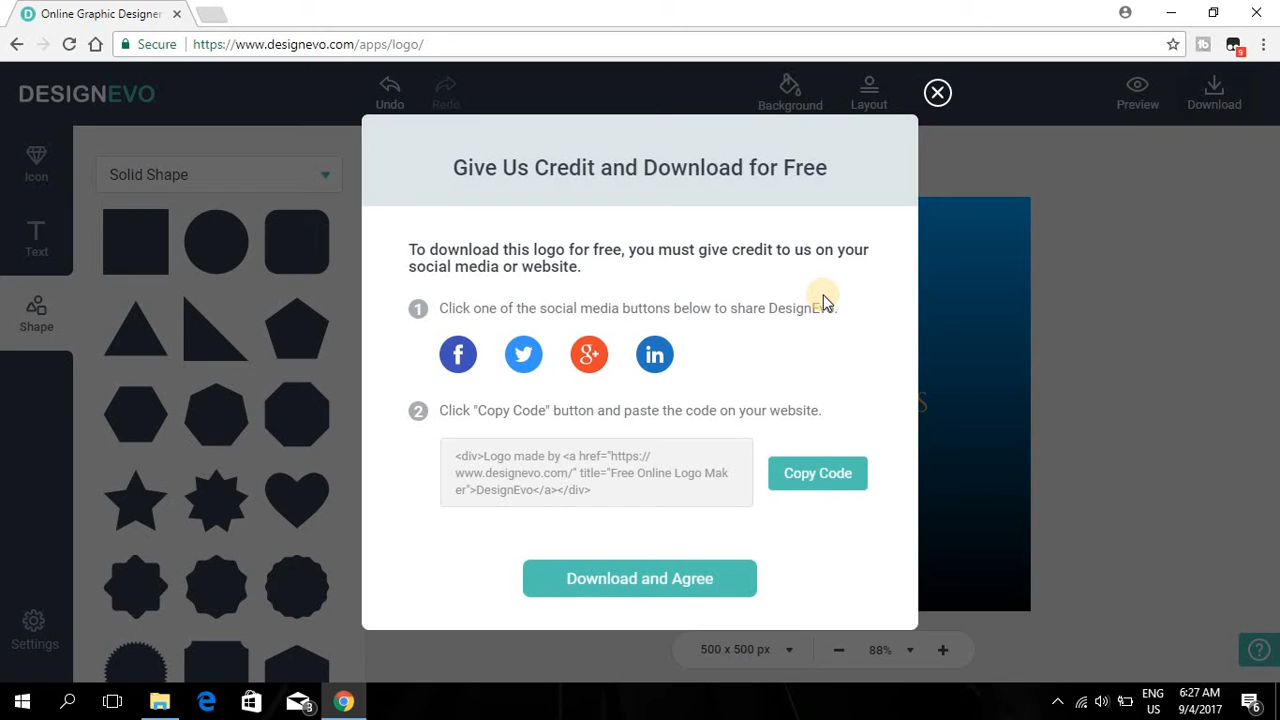 Online Graphic Designer
Secure
https://www.designevo.com/apps/logo/
9
DESIGNEVO
Undo
Redo
Background
Layout
Preview
Download
Icon
Text
Shape
Settings
Solid Shape
Give Us Credit and Download for Free
To download this logo for free, you must give credit to us on your
social media or website.
1 Click one of the social media buttons below to share DesignEvo.
f
g+
in
2 Click "Copy Code" button and paste the code on your website.
<div>Logo made by <a href="https://
www.designevo.com/" title="Free Online Logo Mak
er">DesignEvo</a></div>
Copy Code
Download and Agree
S
500 x 500 px
88%
3
ENG
US
6:27 AM
9/4/2017
6